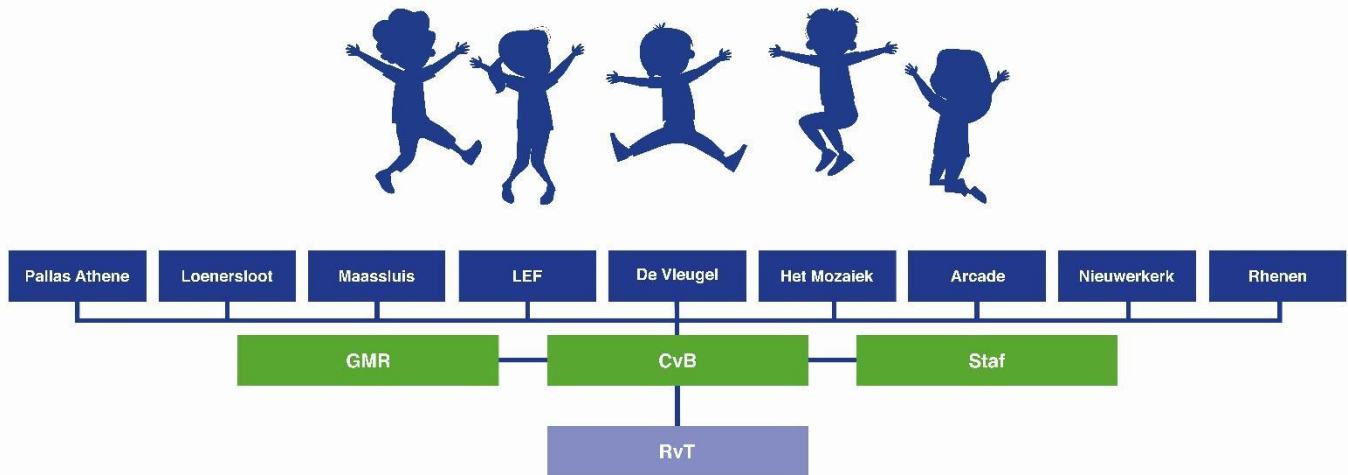 Pallas Athene
Loenersloot
Maassluis
LEF
De Vleugel
Het Mozaiek
Arcade
Nieuwerkerk
Rhenen
GMR
CvB
Staf
RvT